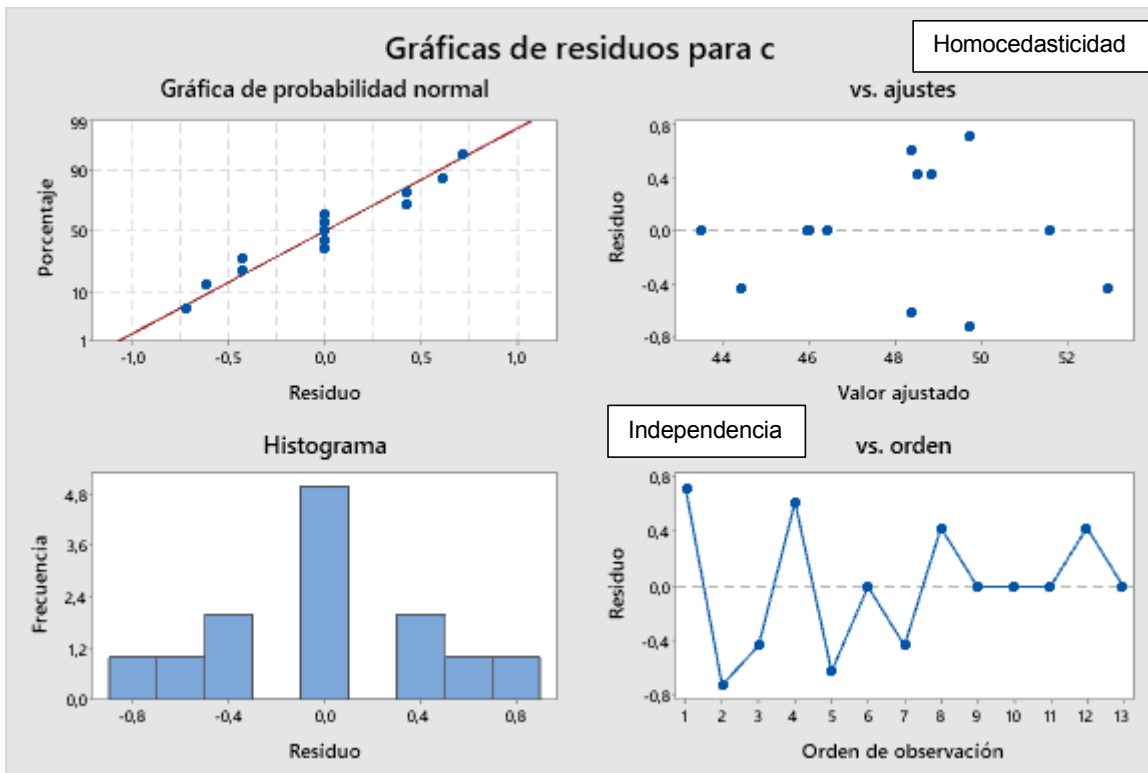 Gráficas de residuos para c
Homocedasticidad
Gráfica de probabilidad normal
99
90
50
10
1
Porcentaje
-1,0 -0,5 0,0 0,5 1,0
Residuo
vs. ajustes
0,8
0,4
0,0
-0,4
-0,8
Residuo
44 46 48 50 52
Valor ajustado
Independencia
Histograma
4,8
3,6
2,4
1,2
0,0
Frecuencia
-0,8 -0,4 0,0 0,4 0,8
Residuo
vs. orden
0,8
0,4
0,0
-0,4
-0,8
Residuo
1 2 3 4 5 6 7 8 9 10 11 12 13
Orden de observación